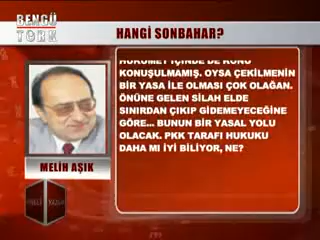 BENGÜ
TÜRK
HANGİ SONBAHAR?
HÜKÜMET İÇİNDE DE KONU
KONUŞULMAMIŞ. OYSA ÇEKİLMENİN
BİR YASA İLE OLMASI ÇOK OLAĞAN.
ÖNÜNE GELEN SİLAH ELDE
SINIRDAN ÇIKIP GİDEMEYECEĞİNE
GÖRE... BUNUN BİR YASAL YOLU
OLACAK. PKK TARAFI HUKUKU
DAHA MI İYİ BİLİYOR, NE?
MELİH AŞIK